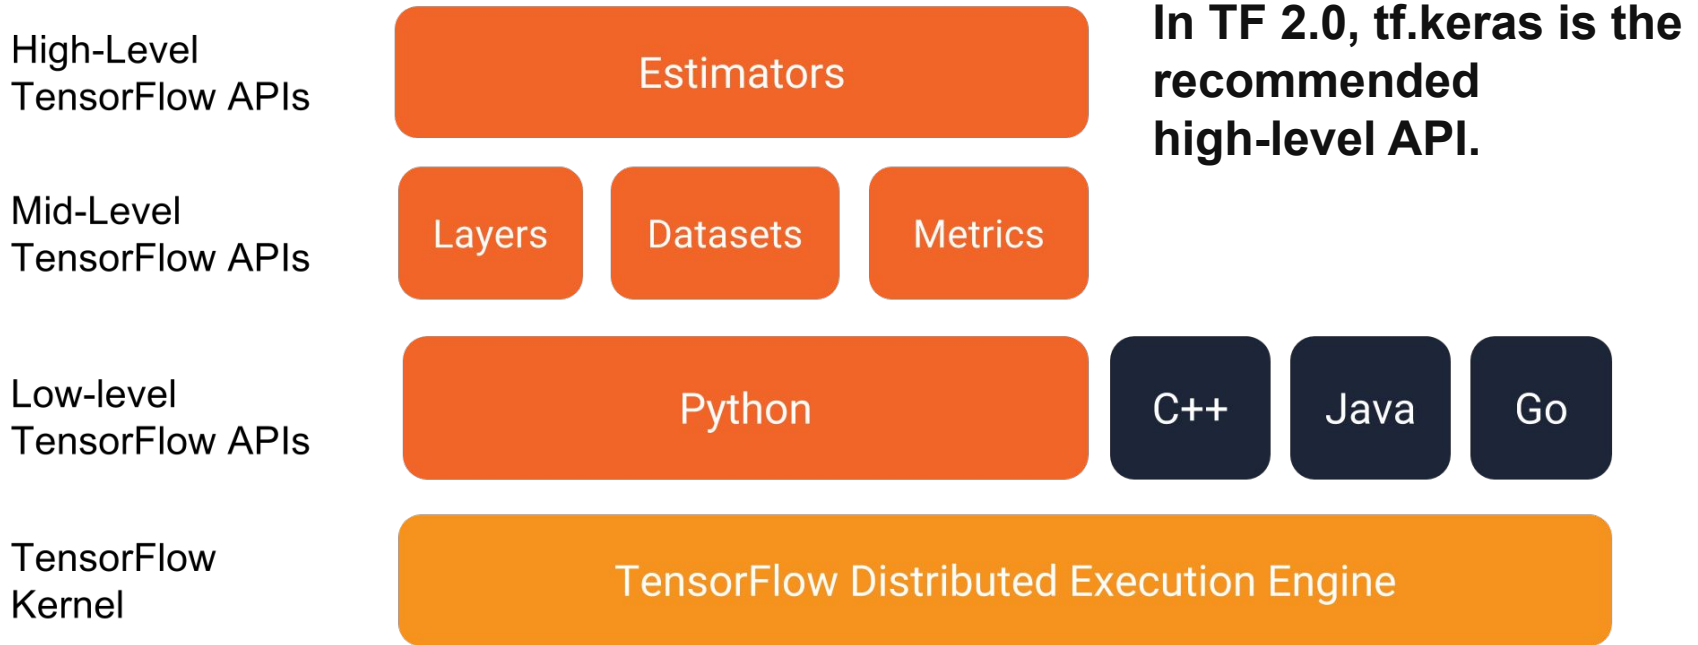 High-Level
TensorFlow APIs
Estimators
In TF 2.0, tf.keras is the
recommended
high-level API.
Mid-Level
TensorFlow APIs
Layers
Datasets
Metrics
Low-level
TensorFlow APIs
Python
C++
Java
Go
TensorFlow
Kernel
TensorFlow Distributed Execution Engine